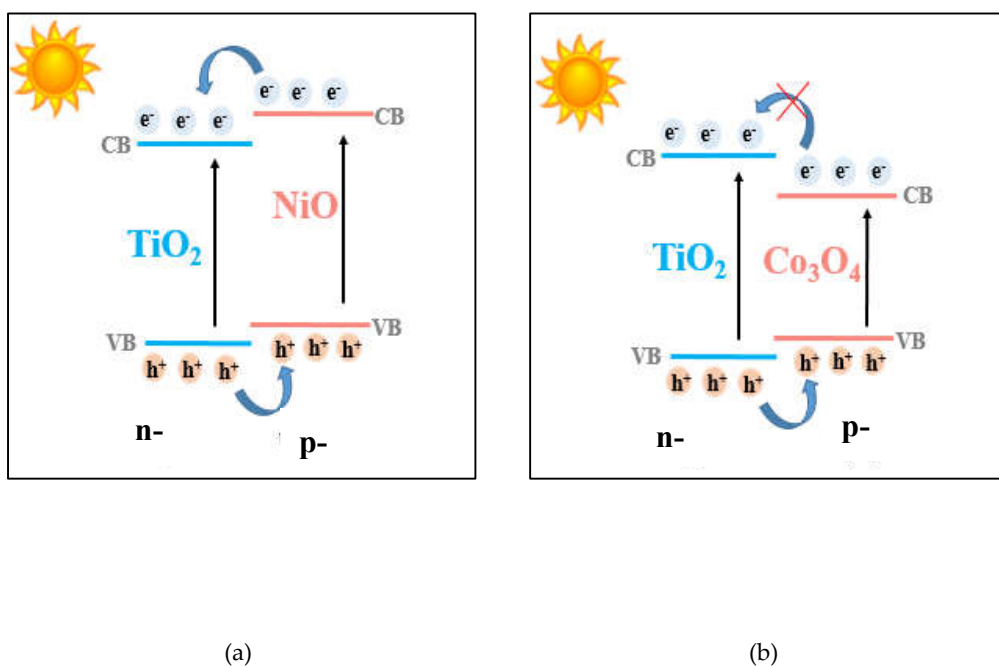 e⁻ e⁻ e⁻
e⁻ e⁻ e⁻
CB
CB
NiO
TiO₂
VB
VB
h⁺ h⁺ h⁺
h⁺ h⁺ h⁺
n-
p-
(a)
e⁻ e⁻ e⁻
CB
e⁻ e⁻ e⁻
CB
TiO₂
Co₃O₄
VB
VB
h⁺ h⁺ h⁺
h⁺ h⁺ h⁺
n-
p-
(b)